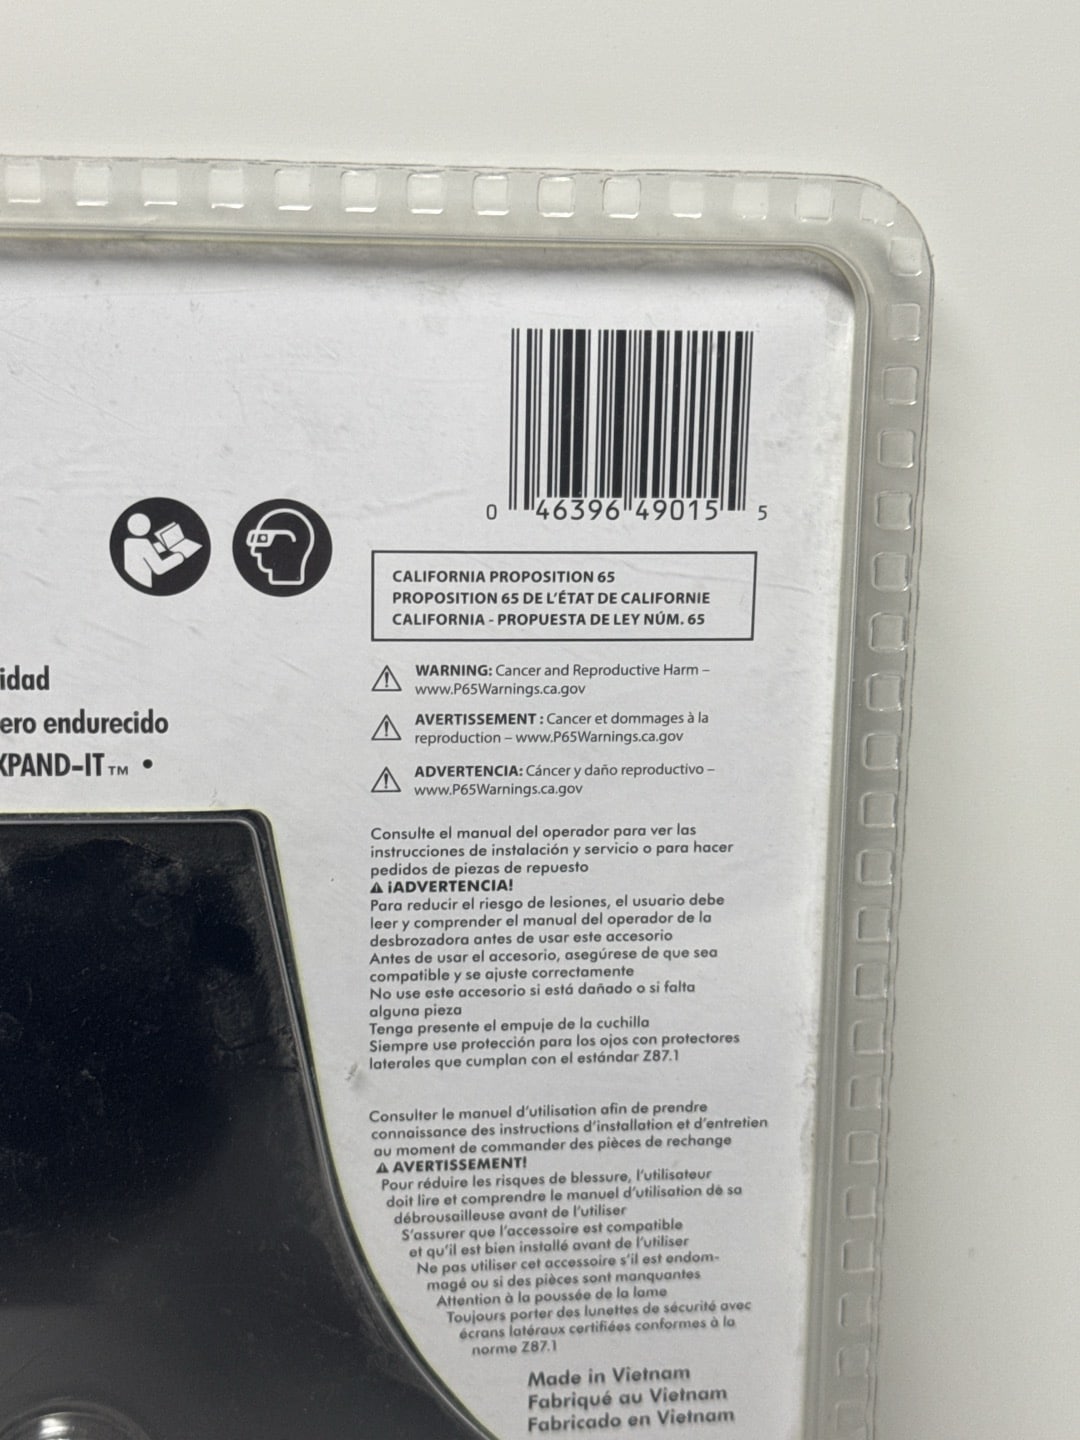 0 46396 49015 5
CALIFORNIA PROPOSITION 65
PROPOSITION 65 DE L'ÉTAT DE CALIFORNIE
CALIFORNIA - PROPUESTA DE LEY NÚM. 65
WARNING: Cancer and Reproductive Harm –
www.P65Warnings.ca.gov
AVERTISSEMENT : Cancer et dommages à la
reproduction – www.P65Warnings.ca.gov
ADVERTENCIA: Cáncer y daño reproductivo –
www.P65Warnings.ca.gov
idad
ero endurecido
XPAND-IT™ •
Consulte el manual del operador para ver las
instrucciones de instalación y servicio o para hacer
pedidos de piezas de repuesto
¡ADVERTENCIA!
Para reducir el riesgo de lesiones, el usuario debe
leer y comprender el manual del operador de la
desbrozadora antes de usar este accesorio
Antes de usar el accesorio, asegúrese de que sea
compatible y se ajuste correctamente
No use este accesorio si está dañado o si falta
alguna pieza
Tenga presente el empuje de la cuchilla
Siempre use protección para los ojos con protectores
laterales que cumplan con el estándar Z87.1
Consulter le manuel d'utilisation afin de prendre
connaissance des instructions d'installation et d'entretien
au moment de commander des pièces de rechange
AVERTISSEMENT!
Pour réduire les risques de blessure, l'utilisateur
doit lire et comprendre le manuel d'utilisation de sa
débrousailleuse avant de l'utiliser
S'assurer que l'accessoire est compatible
et qu'il est bien installé avant de l'utiliser
Ne pas utiliser cet accessoire s'il est endom-
magé ou si des pièces sont manquantes
Attention à la poussée de la lame
Toujours porter des lunettes de sécurité avec
écrans latéraux certifiées conformes à la
norme Z87.1
Made in Vietnam
Fabriqué au Vietnam
Fabricado en Vietnam